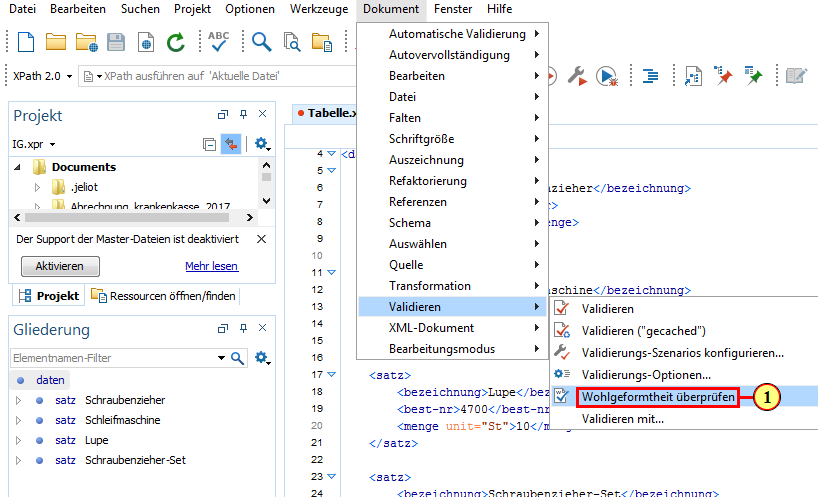 Datei Bearbeiten Suchen Projekt Optionen Werkzeuge Dokument Fenster Hilfe
ABC
XPath 2.0 XPath ausführen auf 'Aktuelle Datei'
Projekt
IG.xpr
Documents
.jeliot
Abrechnung_krankenkasse_2017
Der Support der Master-Dateien ist deaktiviert
Aktivieren Mehr lesen
Projekt Ressourcen öffnen/finden
Gliederung
Elementnamen-Filter
daten
satz Schraubenzieher
satz Schleifmaschine
satz Lupe
satz Schraubenzieher-Set
Tabelle.x
4 <d
5
6 nzieher</bezeichnung>
7 >
8 enge>
9
10
11
12 aschine</bezeichnung>
13
14
15
16
17 <satz>
18 <bezeichnung>Lupe</be
19 <best-nr>4700</best-nr
20 <menge unit="St">10</m
21 </satz>
22
23 <satz>
24 <bezeichnung>Schraubenzieher-Set</bezeichnung>
Automatische Validierung
Autovervollständigung
Bearbeiten
Datei
Falten
Schriftgröße
Auszeichnung
Refaktorierung
Referenzen
Schema
Auswählen
Quelle
Transformation
Validieren
XML-Dokument
Bearbeitungsmodus
Validieren
Validieren ("gecached")
Validierungs-Szenarios konfigurieren...
Validierungs-Optionen...
Wohlgeformtheit überprüfen 1
Validieren mit...